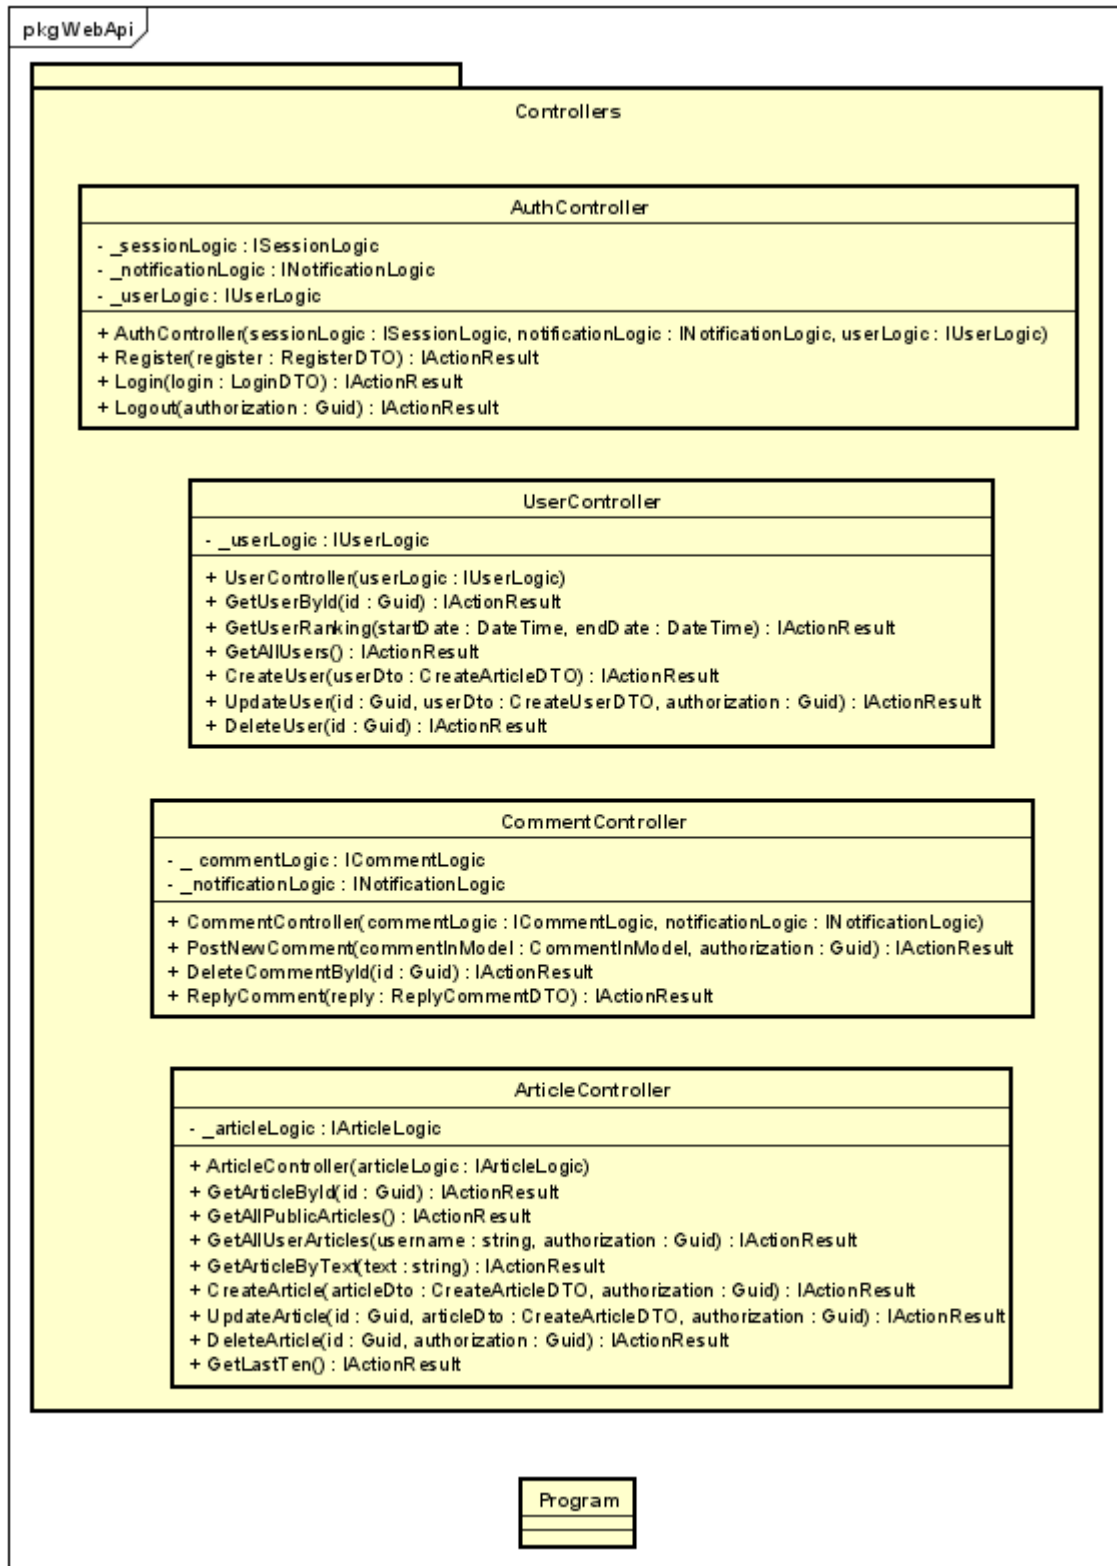 pkg WebApi
Controllers
AuthController
- _sessionLogic : ISessionLogic
- _notificationLogic : INotificationLogic
- _userLogic : IUserLogic
+ AuthController(sessionLogic : ISessionLogic, notificationLogic : INotificationLogic, userLogic : IUserLogic)
+ Register(register : RegisterDTO) : IActionResult
+ Login(login : LoginDTO) : IActionResult
+ Logout(authorization : Guid) : IActionResult
UserController
- _userLogic : IUserLogic
+ UserController(userLogic : IUserLogic)
+ GetUserById(id : Guid) : IActionResult
+ GetUserRanking(startDate : DateTime, endDate : DateTime) : IActionResult
+ GetAllUsers() : IActionResult
+ CreateUser(userDto : CreateArticleDTO) : IActionResult
+ UpdateUser(id : Guid, userDto : CreateUserDTO, authorization : Guid) : IActionResult
+ DeleteUser(id : Guid) : IActionResult
CommentController
- _ commentLogic : ICommentLogic
- _notificationLogic : INotificationLogic
+ CommentController(commentLogic : ICommentLogic, notificationLogic : INotificationLogic)
+ PostNewComment(commentInModel : CommentInModel, authorization : Guid) : IActionResult
+ DeleteCommentById(id : Guid) : IActionResult
+ ReplyComment(reply : ReplyCommentDTO) : IActionResult
ArticleController
- _articleLogic : IArticleLogic
+ ArticleController(articleLogic : IArticleLogic)
+ GetArticleById(id : Guid) : IActionResult
+ GetAllPublicArticles() : IActionResult
+ GetAllUserArticles(username : string, authorization : Guid) : IActionResult
+ GetArticleByText(text : string) : IActionResult
+ CreateArticle(articleDto : CreateArticleDTO, authorization : Guid) : IActionResult
+ UpdateArticle(id : Guid, articleDto : CreateArticleDTO, authorization : Guid) : IActionResult
+ DeleteArticle(id : Guid, authorization : Guid) : IActionResult
+ GetLastTen() : IActionResult
Program